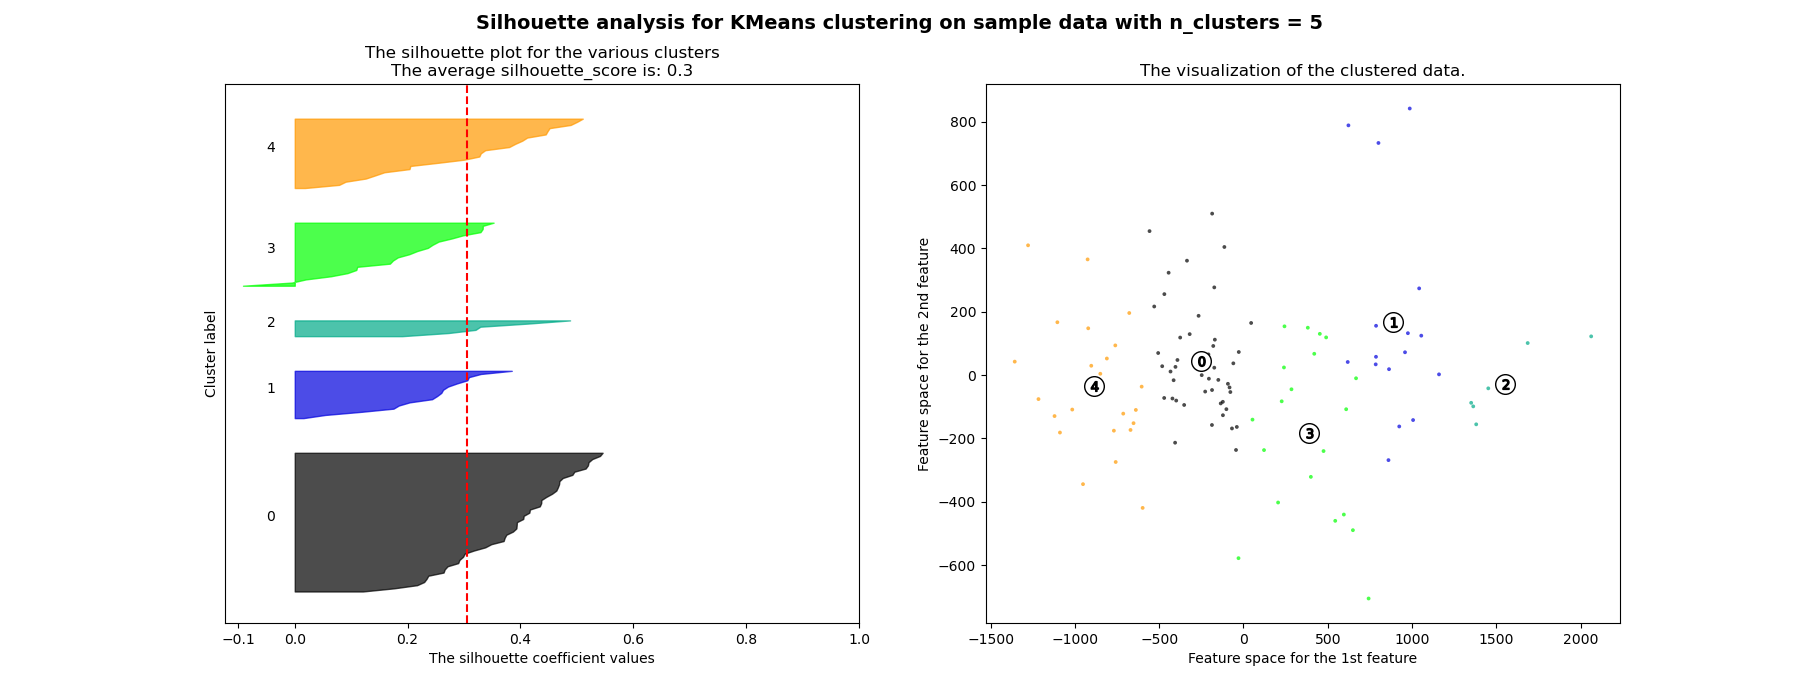 Silhouette analysis for KMeans clustering on sample data with n_clusters = 5
The silhouette plot for the various clusters
The average silhouette_score is: 0.3
4
3
2
1
0
Cluster label
−0.1 0.0 0.2 0.4 0.6 0.8 1.0
The silhouette coefficient values
The visualization of the clustered data.
800
600
400
200
0
−200
−400
−600
Feature space for the 2nd feature
1
0
2
4
3
−1500 −1000 −500 0 500 1000 1500 2000
Feature space for the 1st feature